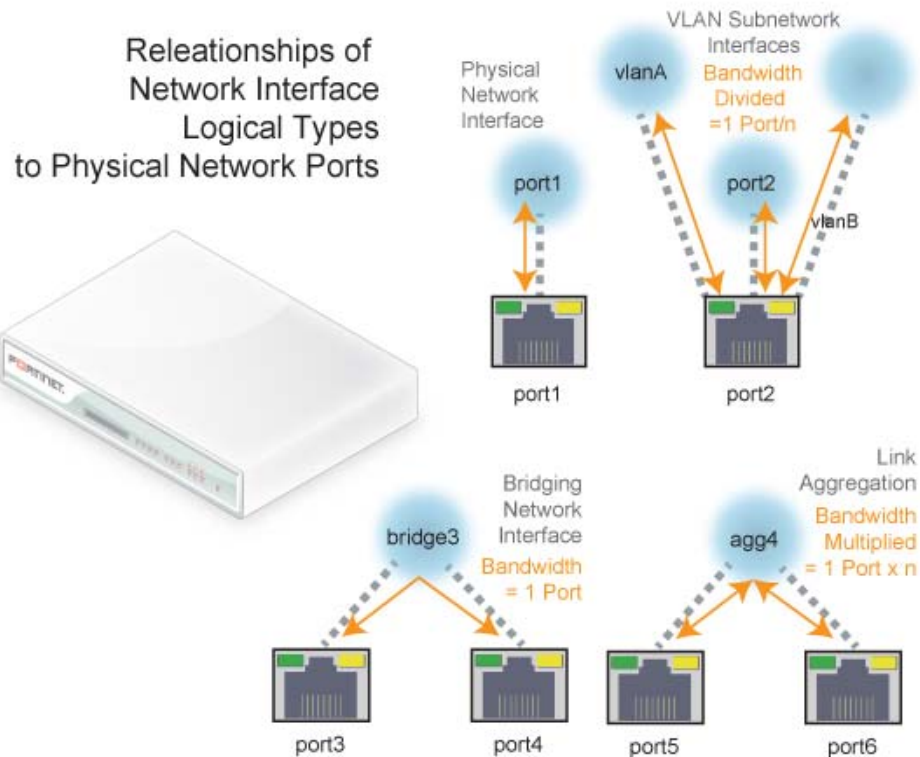 Releationships of
Network Interface
Logical Types
to Physical Network Ports
FORTINET.
Physical
Network
Interface
port1
port1
VLAN Subnetwork
Interfaces
Bandwidth
Divided
=1 Port/n
vlanA
port2
vlanB
port2
Bridging
Network
Interface
Bandwidth
= 1 Port
bridge3
port3
port4
Link
Aggregation
Bandwidth
Multiplied
= 1 Port x n
agg4
port5
port6